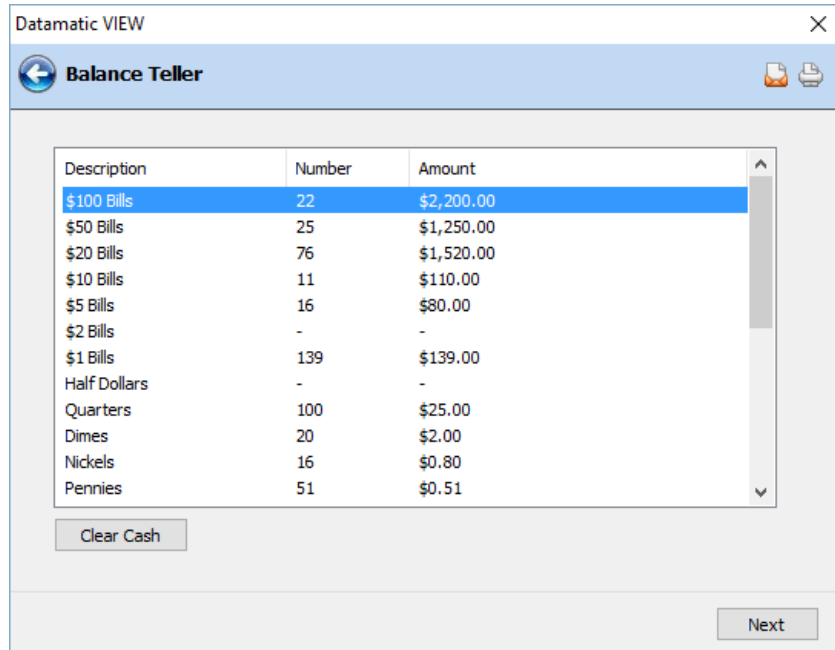 Datamatic VIEW
Balance Teller
Description Number Amount
$100 Bills 22 $2,200.00
$50 Bills 25 $1,250.00
$20 Bills 76 $1,520.00
$10 Bills 11 $110.00
$5 Bills 16 $80.00
$2 Bills - -
$1 Bills 139 $139.00
Half Dollars - -
Quarters 100 $25.00
Dimes 20 $2.00
Nickels 16 $0.80
Pennies 51 $0.51
Clear Cash
Next